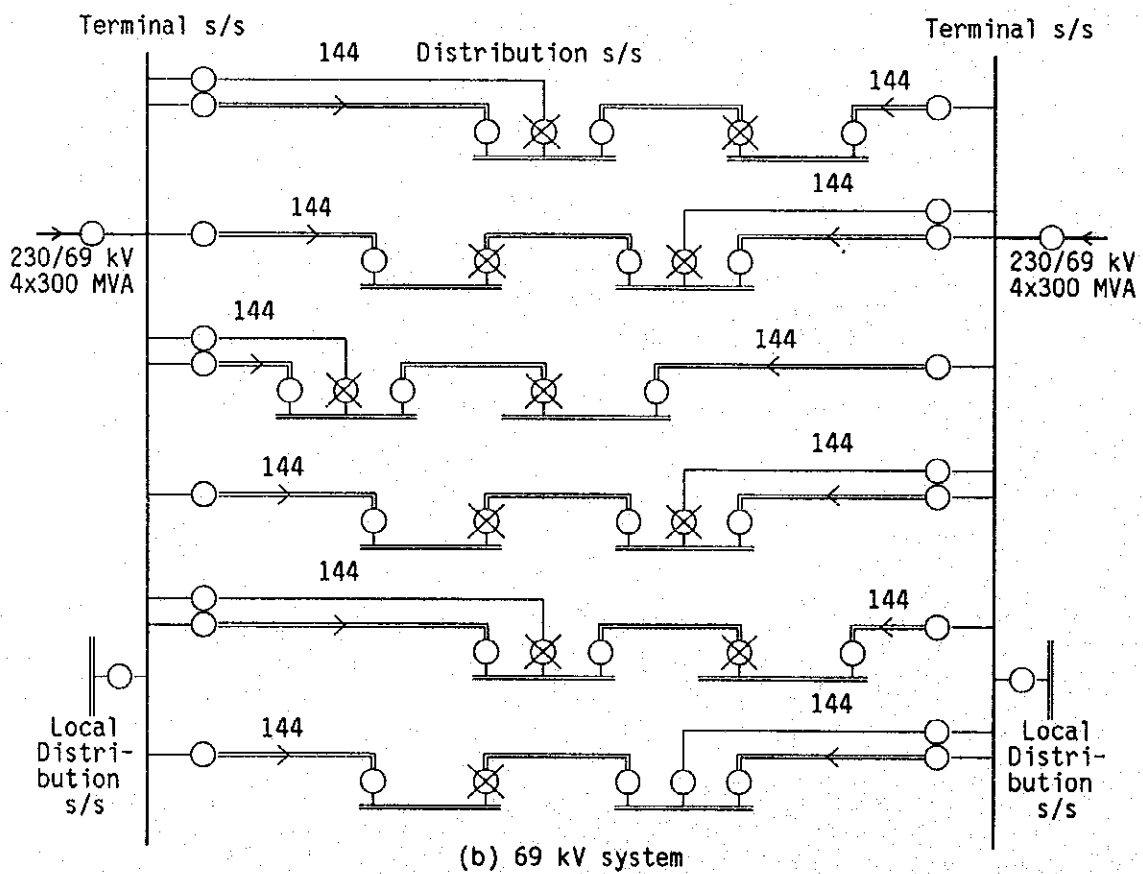 Terminal s/s
Terminal s/s
144
Distribution s/s
144
144
144
230/69 kV
4x300 MVA
230/69 kV
4x300 MVA
144
144
144
144
144
144
144
144
Local
Distri-
bution
s/s
Local
Distri-
bution
s/s
(b) 69 kV system